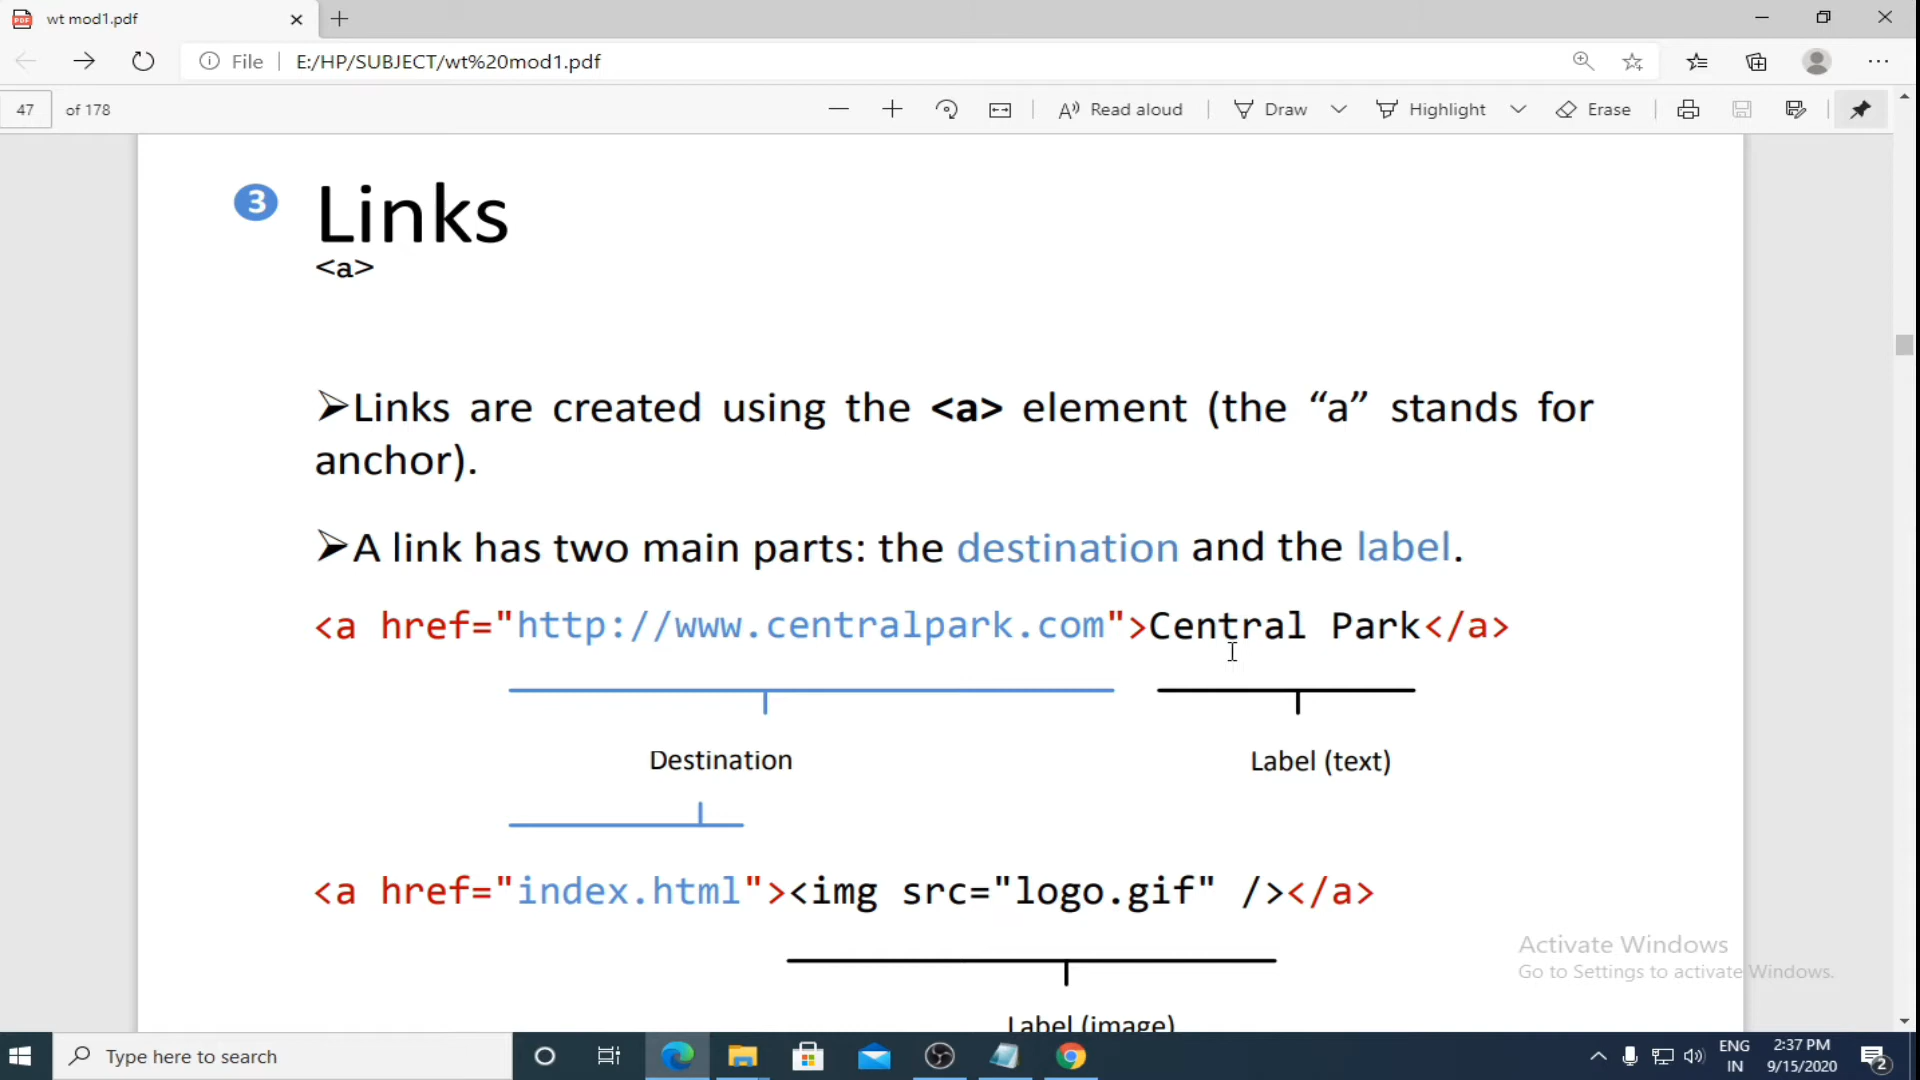 wt mod1.pdf
File E:/HP/SUBJECT/wt%20mod1.pdf
47 of 178 Read aloud Draw Highlight Erase
3 Links
<a>
➢Links are created using the <a> element (the “a” stands for
anchor).
➢A link has two main parts: the destination and the label.
<a href="http://www.centralpark.com">Central Park</a>
Destination Label (text)
<a href="index.html"><img src="logo.gif" /></a>
Activate Windows
Go to Settings to activate Windows.
Label (image)
Type here to search
ENG 2:37 PM
IN 9/15/2020 2